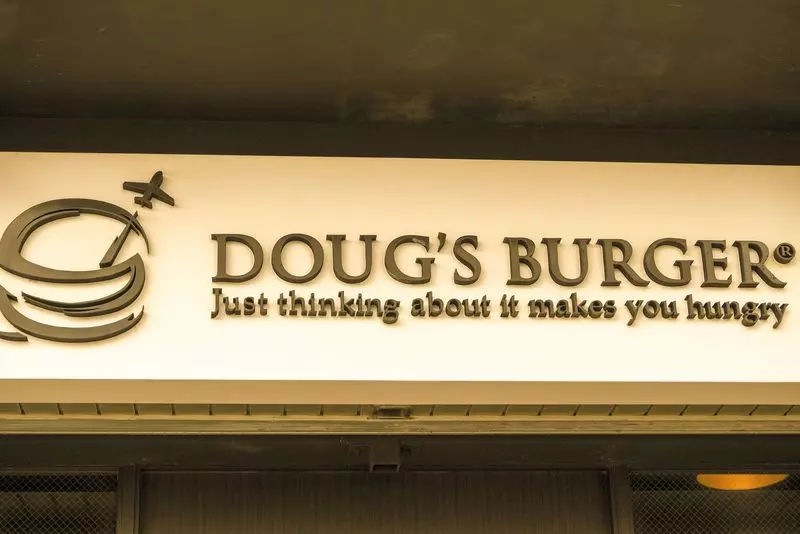 DOUG'S BURGER®
Just thinking about it makes you hungry